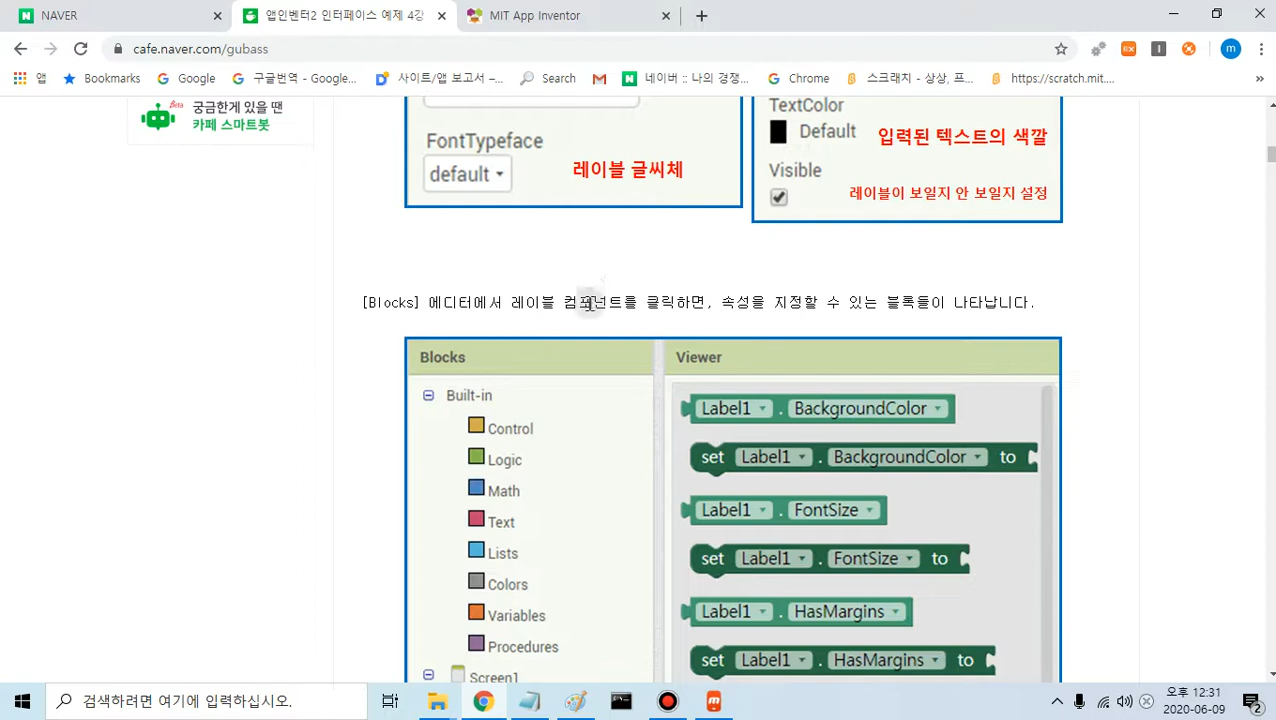 NAVER
앱인벤터2 인터페이스 예제 4강
MIT App Inventor
cafe.naver.com/gubass
m
앱
Bookmarks
Google
구글번역 - Google...
사이트/앱 보고서 –...
Search
네이버 :: 나의 경쟁...
Chrome
스크래치 - 상상, 프...
https://scratch.mit....
Beta
궁금한게 있을 땐
카페 스마트봇
FontTypeface
default
레이블 글씨체
TextColor
Default
입력된 텍스트의 색깔
Visible
레이블이 보일지 안 보일지 설정
[Blocks] 에디터에서 레이블 컴포넌트를 클릭하면, 속성을 지정할 수 있는 블록들이 나타납니다.
Blocks
Built-in
Control
Logic
Math
Text
Lists
Colors
Variables
Procedures
Screen1
Viewer
Label1 . BackgroundColor
set Label1 . BackgroundColor to
Label1 . FontSize
set Label1 . FontSize to
Label1 . HasMargins
set Label1 . HasMargins to
검색하려면 여기에 입력하십시오.
오후 12:31
2020-06-09
2